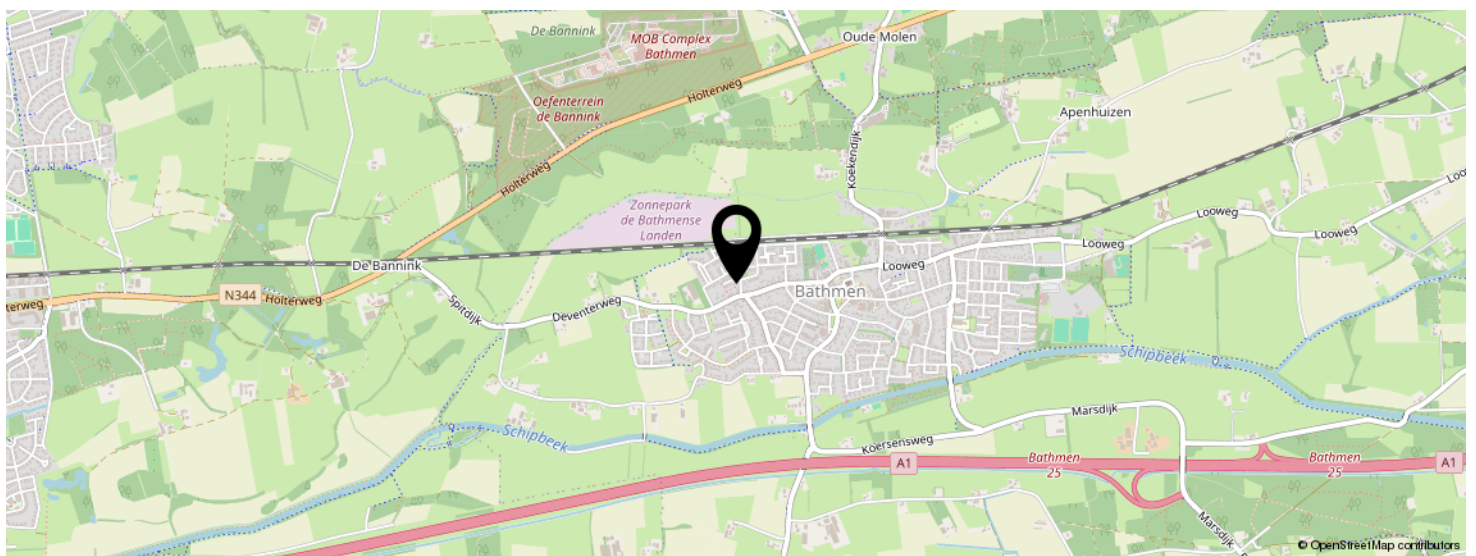 De Bannink
MOB Complex
Bathmen
Oude Molen
Holterweg
Oefenterrein
de Bannink
Apenhuizen
Koekendijk
Holterweg
Zonnepark
de Bathmense
Landen
Looweg
Looweg
Looweg
De Bannink
Looweg
N344
Holterweg
Spitdijk
Deventerweg
Bathmen
Schipbeek
Marsdijk
Schipbeek
Koersensweg
A1
Bathmen
25
Bathmen
25
A1
Marsdijk
© OpenStreetMap contributors